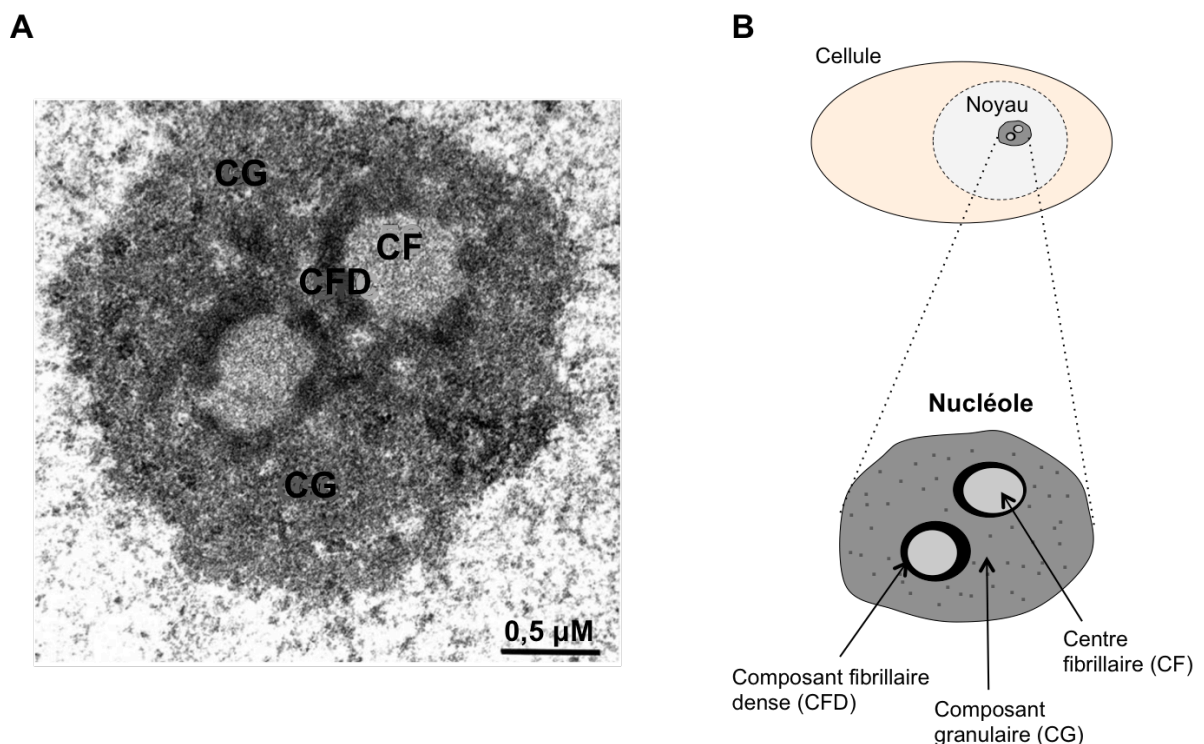 A
CG
CF
CFD
CG
0,5 µM
B
Cellule
Noyau
Nucléole
Centre
fibrillaire (CF)
Composant fibrillaire
dense (CFD)
Composant
granulaire (CG)